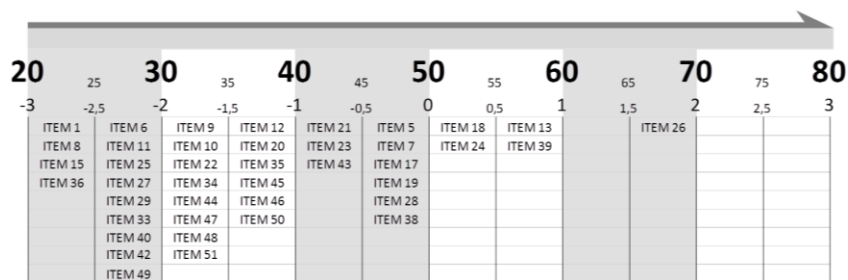 20 30 40 50 60 70 80
25 35 45 55 65 75
-3 -2,5 -2 -1,5 -1 -0,5 0 0,5 1 1,5 2 2,5 3
ITEM 1 ITEM 6 ITEM 9 ITEM 12 ITEM 21 ITEM 5 ITEM 18 ITEM 13 ITEM 26
ITEM 8 ITEM 11 ITEM 10 ITEM 20 ITEM 23 ITEM 7 ITEM 24 ITEM 39
ITEM 15 ITEM 25 ITEM 22 ITEM 35 ITEM 43 ITEM 17
ITEM 36 ITEM 27 ITEM 34 ITEM 45 ITEM 19
ITEM 29 ITEM 44 ITEM 46 ITEM 28
ITEM 33 ITEM 47 ITEM 50 ITEM 38
ITEM 40 ITEM 48
ITEM 42 ITEM 51
ITEM 49